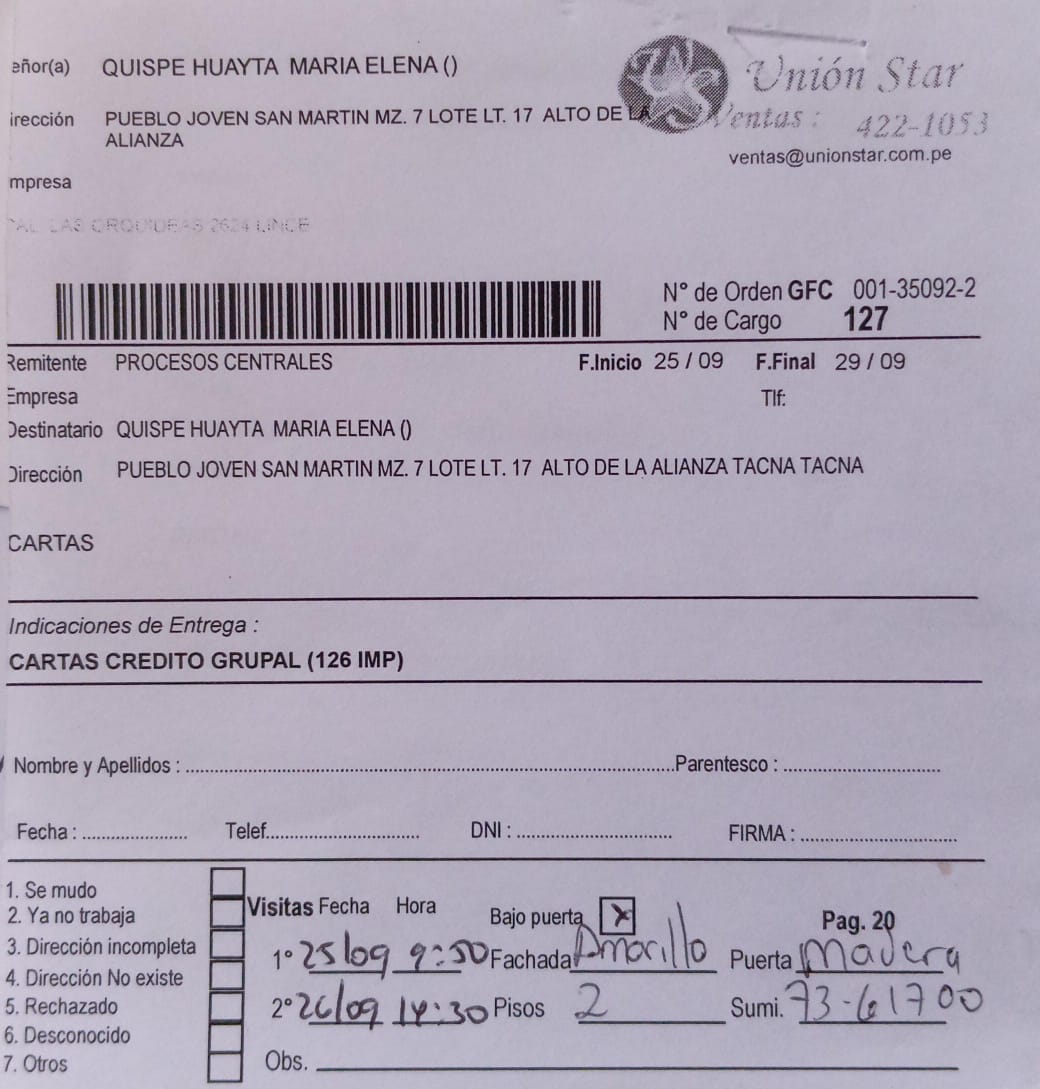 eñor(a) QUISPE HUAYTA MARIA ELENA ()
Unión Star
irección PUEBLO JOVEN SAN MARTIN MZ. 7 LOTE LT. 17 ALTO DE LA
ALIANZA
Ventas : 422-1053
ventas@unionstar.com.pe
mpresa
CAL LAS ORQUIDEAS 2624 LINCE
N° de Orden GFC 001-35092-2
N° de Cargo 127
Remitente PROCESOS CENTRALES F.Inicio 25 / 09 F.Final 29 / 09
Empresa Tlf:
Destinatario QUISPE HUAYTA MARIA ELENA ()
Dirección PUEBLO JOVEN SAN MARTIN MZ. 7 LOTE LT. 17 ALTO DE LA ALIANZA TACNA TACNA
CARTAS
Indicaciones de Entrega :
CARTAS CREDITO GRUPAL (126 IMP)
Nombre y Apellidos : Parentesco :
Fecha : Telef. DNI : FIRMA :
1. Se mudo
2. Ya no trabaja
3. Dirección incompleta
4. Dirección No existe
5. Rechazado
6. Desconocido
7. Otros
Visitas Fecha Hora Bajo puerta X Pag. 20
1° 25/09 9:50 Fachada Amarillo Puerta Madera
2° 26/09 14:30 Pisos 2 Sumi. 73-61700
Obs.